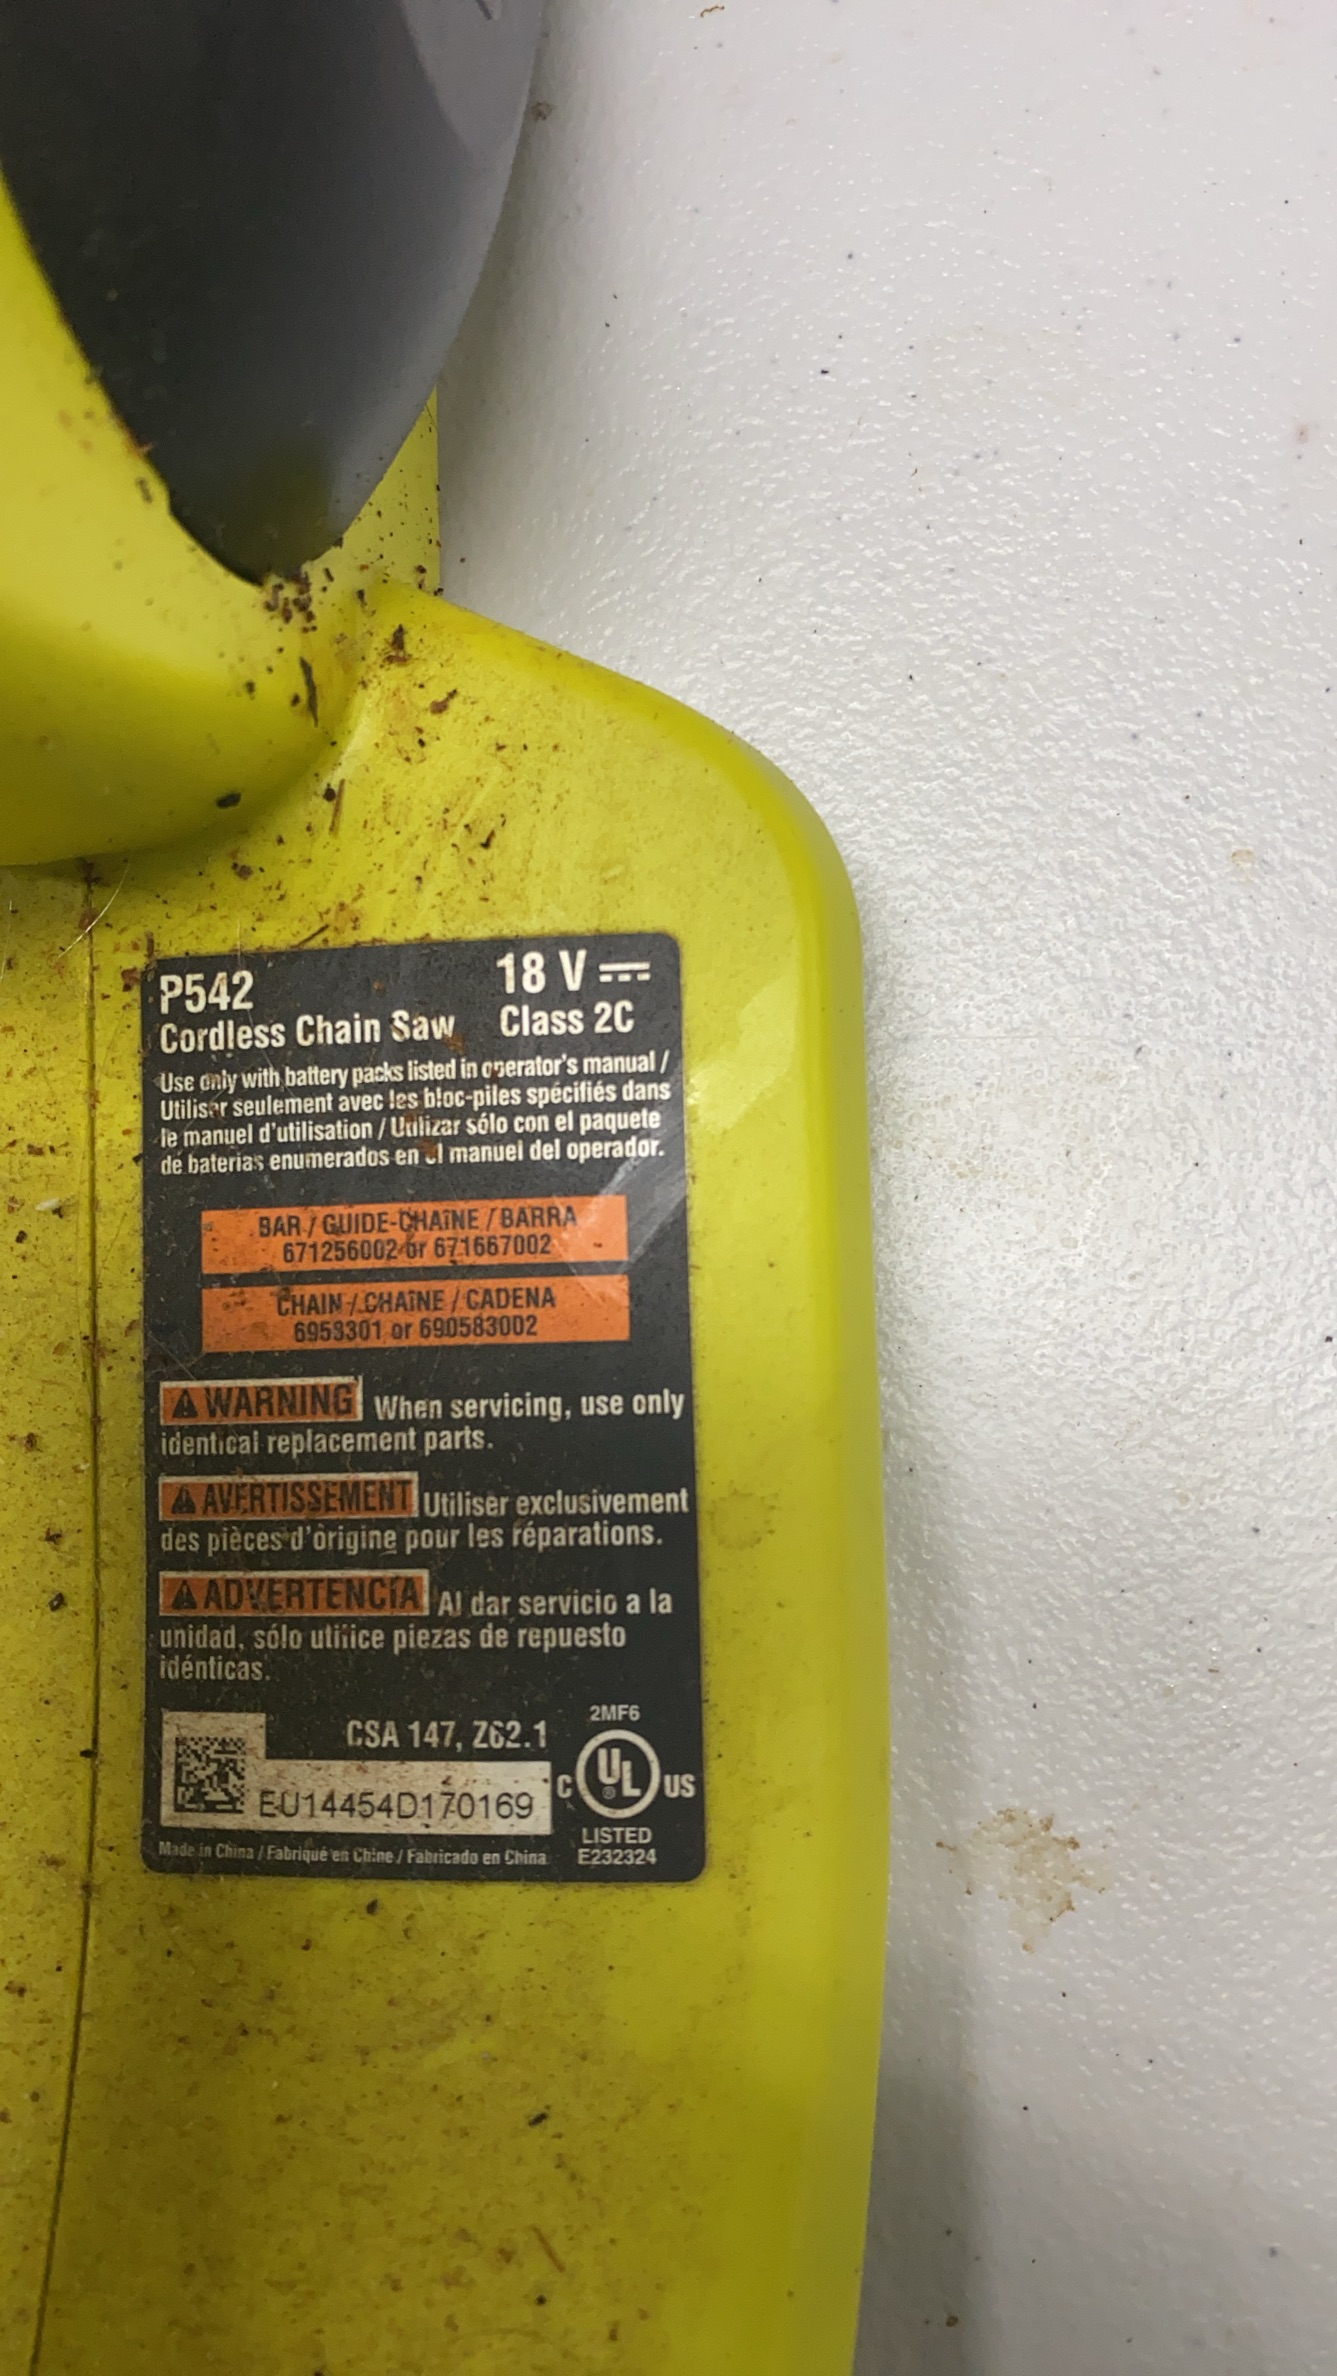 P542 18 V
Cordless Chain Saw Class 2C
Use only with battery packs listed in operator's manual /
Utiliser seulement avec les bloc-piles spécifiés dans
le manuel d'utilisation / Utilizar sólo con el paquete
de baterias enumerados en el manuel del operador.
BAR / GUIDE-CHAÎNE / BARRA
671256002 or 671667002
CHAIN / CHAÎNE / CADENA
6958301 or 690583002
WARNING When servicing, use only
identical replacement parts.
AVERTISSEMENT Utiliser exclusivement
des pièces d'origine pour les réparations.
ADVERTENCIA Al dar servicio a la
unidad, sólo utilice piezas de repuesto
idénticas.
CSA 147, Z62.1
2MF6
C UL ® US
LISTED
E232324
EU14454D170169
Made in China / Fabriqué en Chine / Fabricado en China